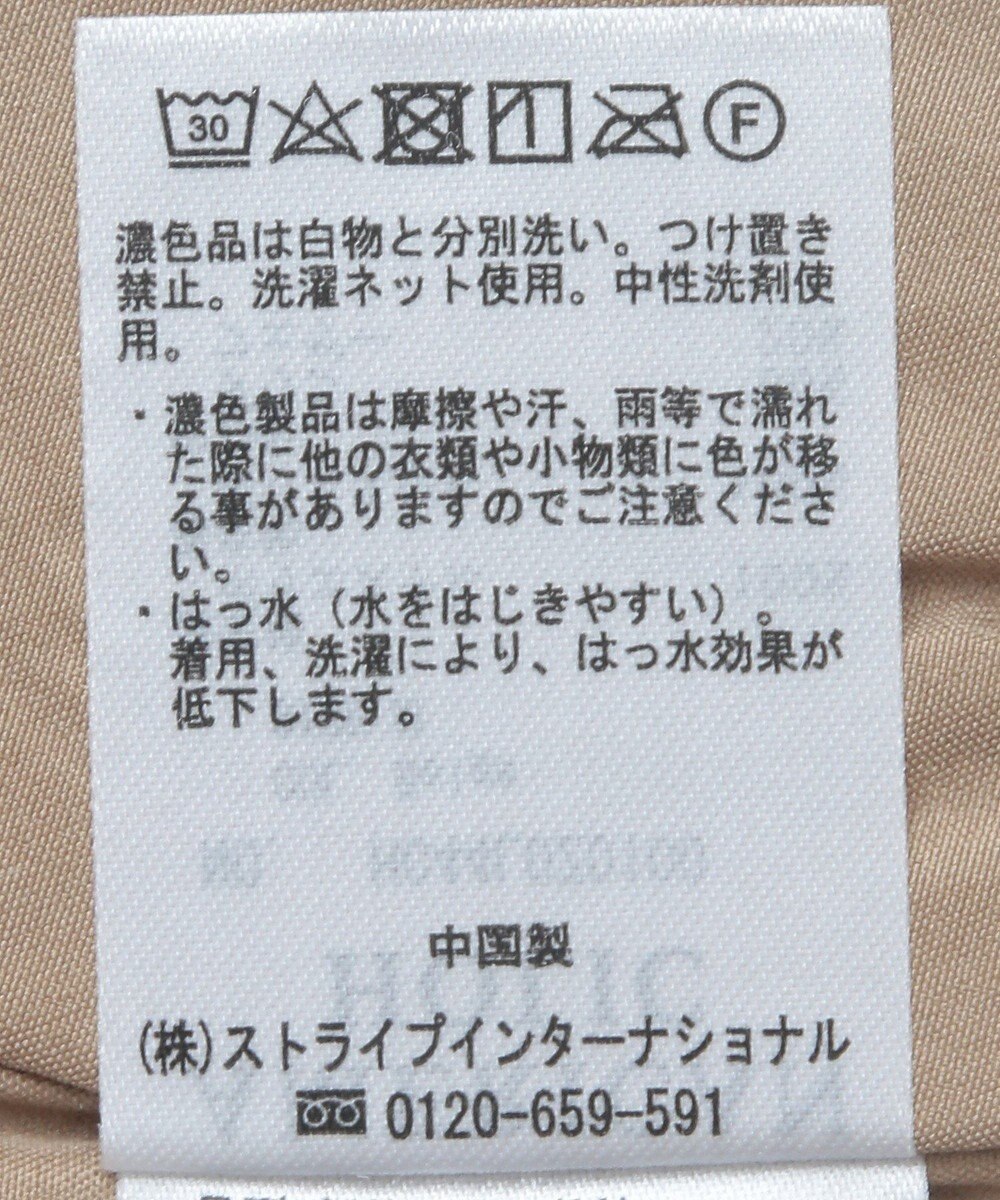 30
F
濃色品は白物と分別洗い。つけ置き
禁止。洗濯ネット使用。中性洗剤使
用。
・濃色製品は摩擦や汗、雨等で濡れ
た際に他の衣類や小物類に色が移
る事がありますのでご注意くださ
い。
・はっ水（水をはじきやすい）。
着用、洗濯により、はっ水効果が
低下します。
中国製
(株)ストライプインターナショナル
0120-659-591